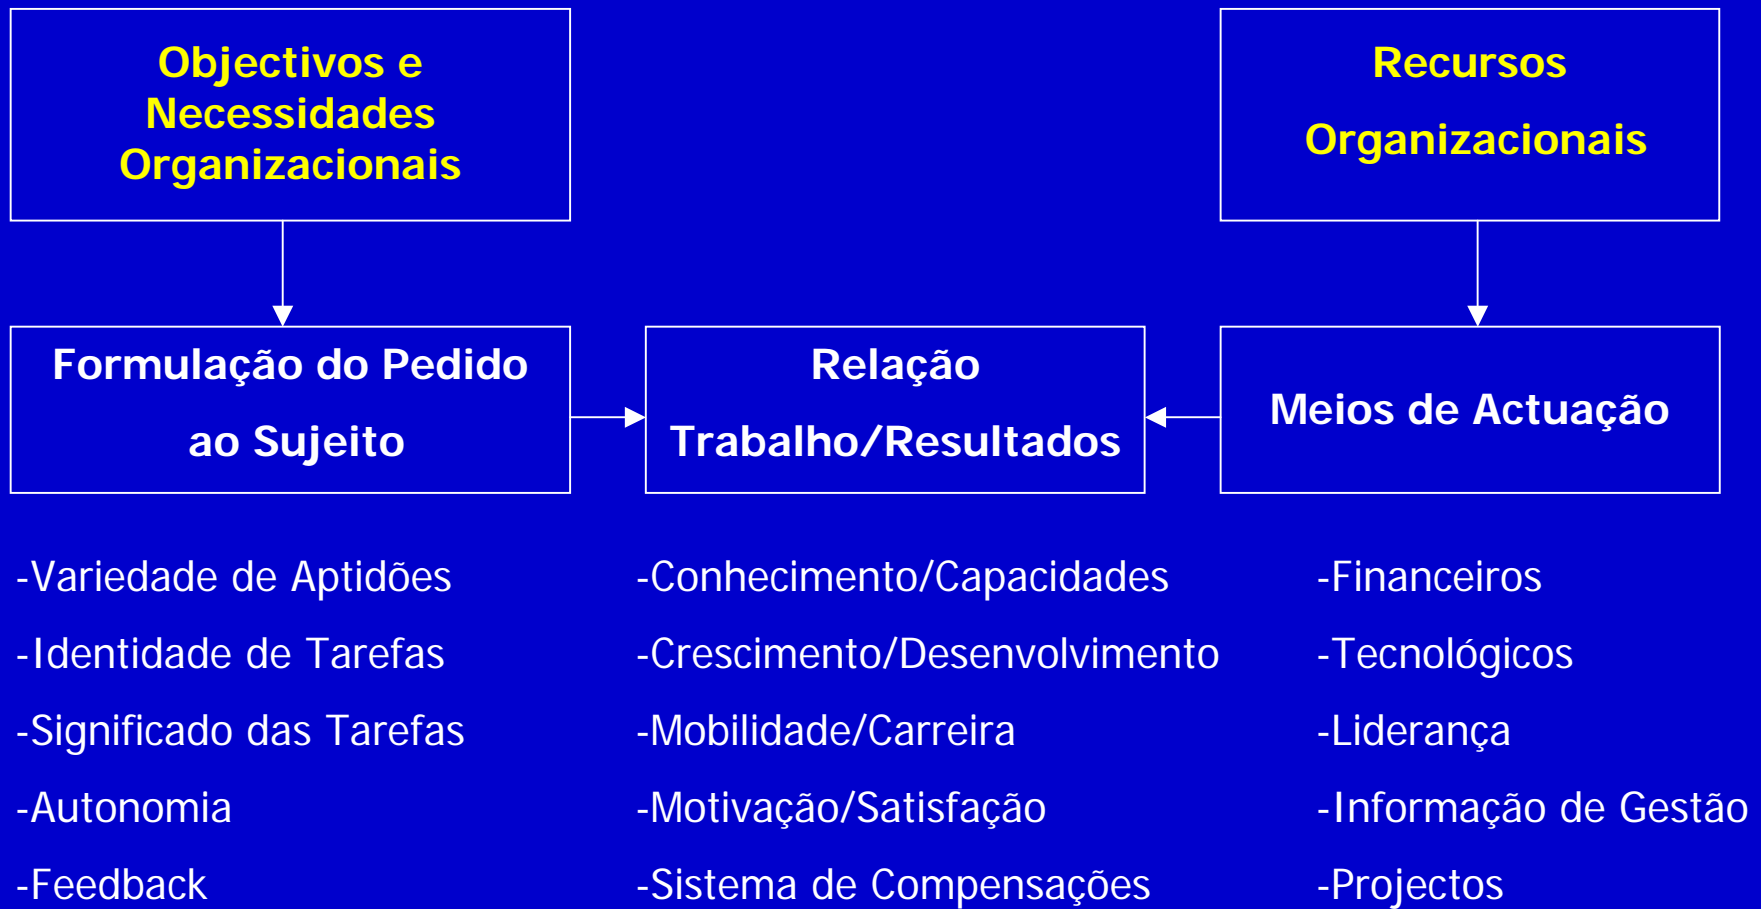 Objectivos e
Necessidades
Organizacionais
Recursos
Organizacionais
Formulação do Pedido
ao Sujeito
Relação
Trabalho/Resultados
Meios de Actuação
-Variedade de Aptidões
-Identidade de Tarefas
-Significado das Tarefas
-Autonomia
-Feedback
-Conhecimento/Capacidades
-Crescimento/Desenvolvimento
-Mobilidade/Carreira
-Motivação/Satisfação
-Sistema de Compensações
-Financeiros
-Tecnológicos
-Liderança
-Informação de Gestão
-Projectos